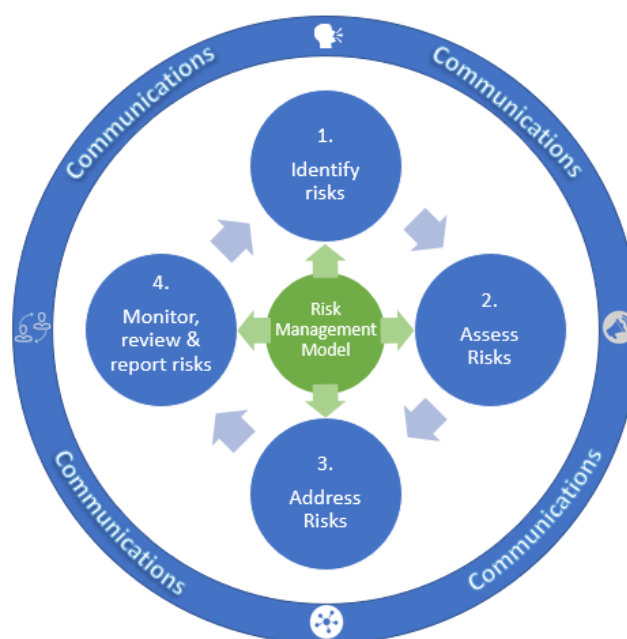 Communications
Communications
1.
Identify
risks
2.
Assess
Risks
3.
Address
Risks
4.
Monitor,
review &
report risks
Risk
Management
Model
Communications
Communications